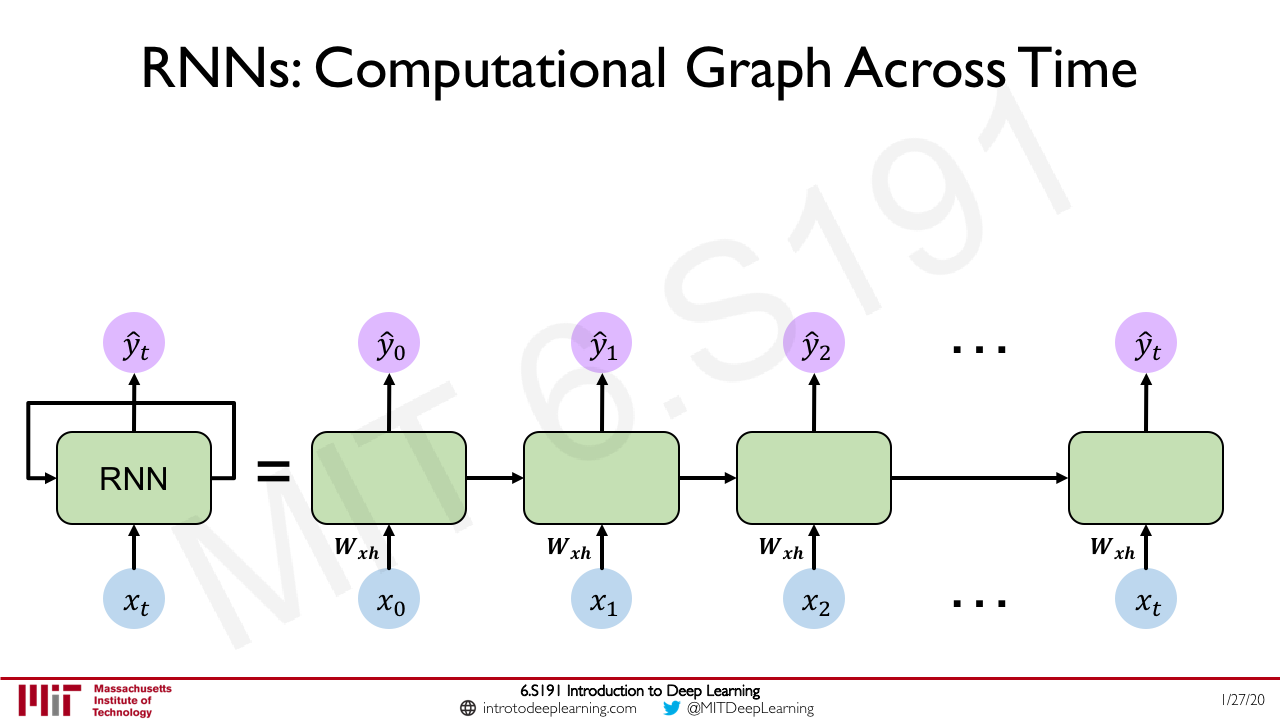 RNNs: Computational Graph Across Time
MIT 6.S191
ŷt ŷ0 ŷ1 ŷ2 ... ŷt
RNN =
Wxh Wxh Wxh Wxh
xt x0 x1 x2 ... xt
Massachusetts
Institute of
Technology
6.S191 Introduction to Deep Learning
introtodeeplearning.com @MITDeepLearning
1/27/20